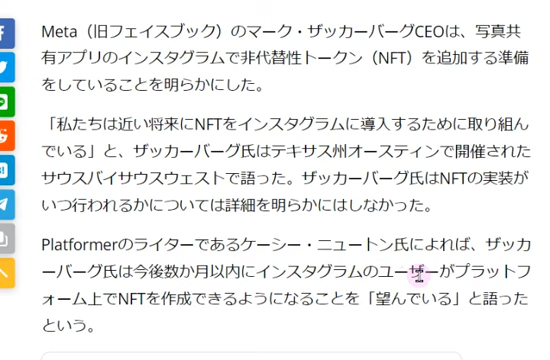 Meta（旧フェイスブック）のマーク・ザッカーバーグCEOは、写真共
有アプリのインスタグラムで非代替性トークン（NFT）を追加する準備
をしていることを明らかにした。
「私たちは近い将来にNFTをインスタグラムに導入するために取り組ん
でいる」と、ザッカーバーグ氏はテキサス州オースティンで開催された
サウスバイサウスウェストで語った。ザッカーバーグ氏はNFTの実装が
いつ行われるかについては詳細を明らかにはしなかった。
Platformerのライターであるケーシー・ニュートン氏によれば、ザッカ
ーバーグ氏は今後数か月以内にインスタグラムのユーザーがプラットフ
ォーム上でNFTを作成できるようになることを「望んでいる」と語った
という。